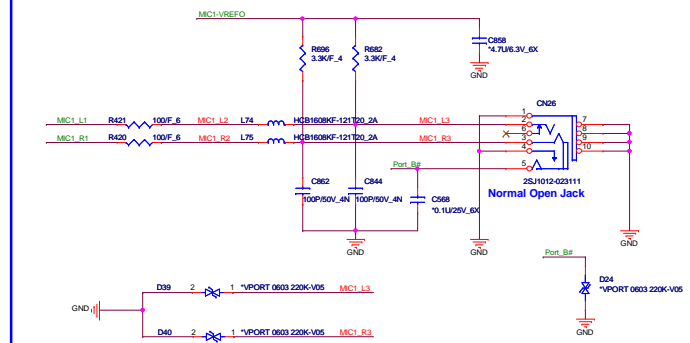 MIC1-VREFO
R696
3.3K/F_4
R682
3.3K/F_4
C858
*4.7U/6.3V_6X
GND
CN26
MIC1_L1
R421
100/F_6
MIC1_L2
L74
HCB1608KF-121T20_2A
MIC1_L3
MIC1_R1
R420
100/F_6
MIC1_R2
L75
HCB1608KF-121T20_2A
MIC1_R3
1
2
6
3
4
5
7
8
9
10
Port_B#
2SJ1012-023111
Normal Open Jack
C862
100P/50V_4N
C844
100P/50V_4N
C568
*0.1U/25V_6X
GND
GND
GND
Port_B#
D24
*VPORT 0603 220K-V05
GND
D39
2
1
*VPORT 0603 220K-V05
MIC1_L3
GND
D40
2
1
*VPORT 0603 220K-V05
MIC1_R3